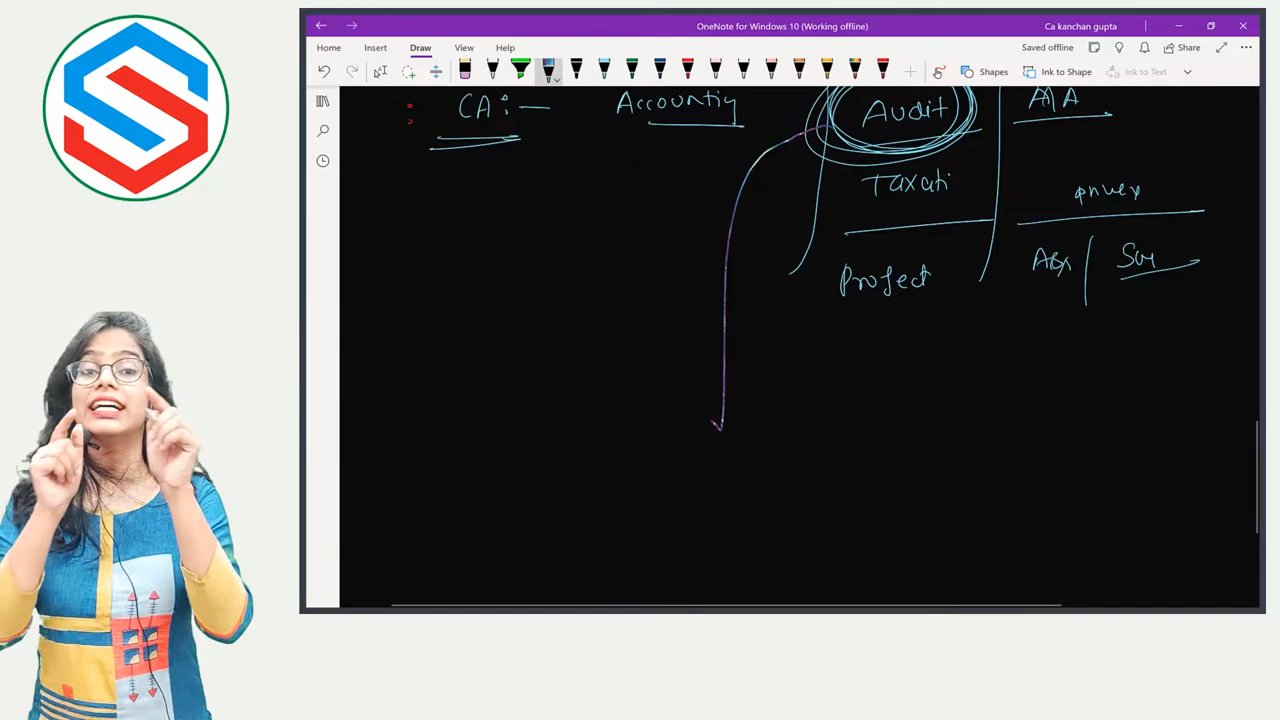 OneNote for Windows 10 (Working offline)
Ca kanchan gupta
Home Insert Draw View Help
Saved offline
Share
Shapes
Ink to Shape
Ink to Text
CA:- Accountig Audit
Taxati
Project